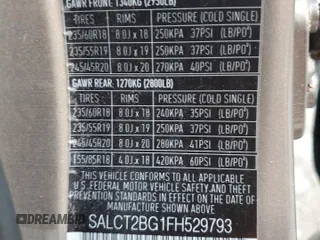 GAWR FRONT: 1340KG (2950LB)
TIRES RIMS PRESSURE (COLD SINGLE)
235/60R18 8.0J x 18 250KPA 37PSI (LB/PO²)
235/55R19 8.0J x 19 250KPA 37PSI (LB/PO²)
245/45R20 8.0J x 20 270KPA 40PSI (LB/PO²)
GAWR REAR: 1270KG (2800LB)
TIRES RIMS PRESSURE (COLD SINGLE)
235/60R18 8.0J x 18 240KPA 35PSI (LB/PO²)
235/55R19 8.0J x 19 250KPA 37PSI (LB/PO²)
245/45R20 8.0J x 20 280KPA 41PSI (LB/PO²)
155/85R18 4.0J x 18 420KPA 60PSI (LB/PO²)
THIS VEHICLE CONFORMS TO ALL APPLICABLE
U.S. FEDERAL MOTOR VEHICLE SAFETY AND THEFT
PREVENTION STANDARDS IN EFFECT ON THE DATE OF
MANUFACTURE SHOWN ABOVE
SALCT2BG1FH529793